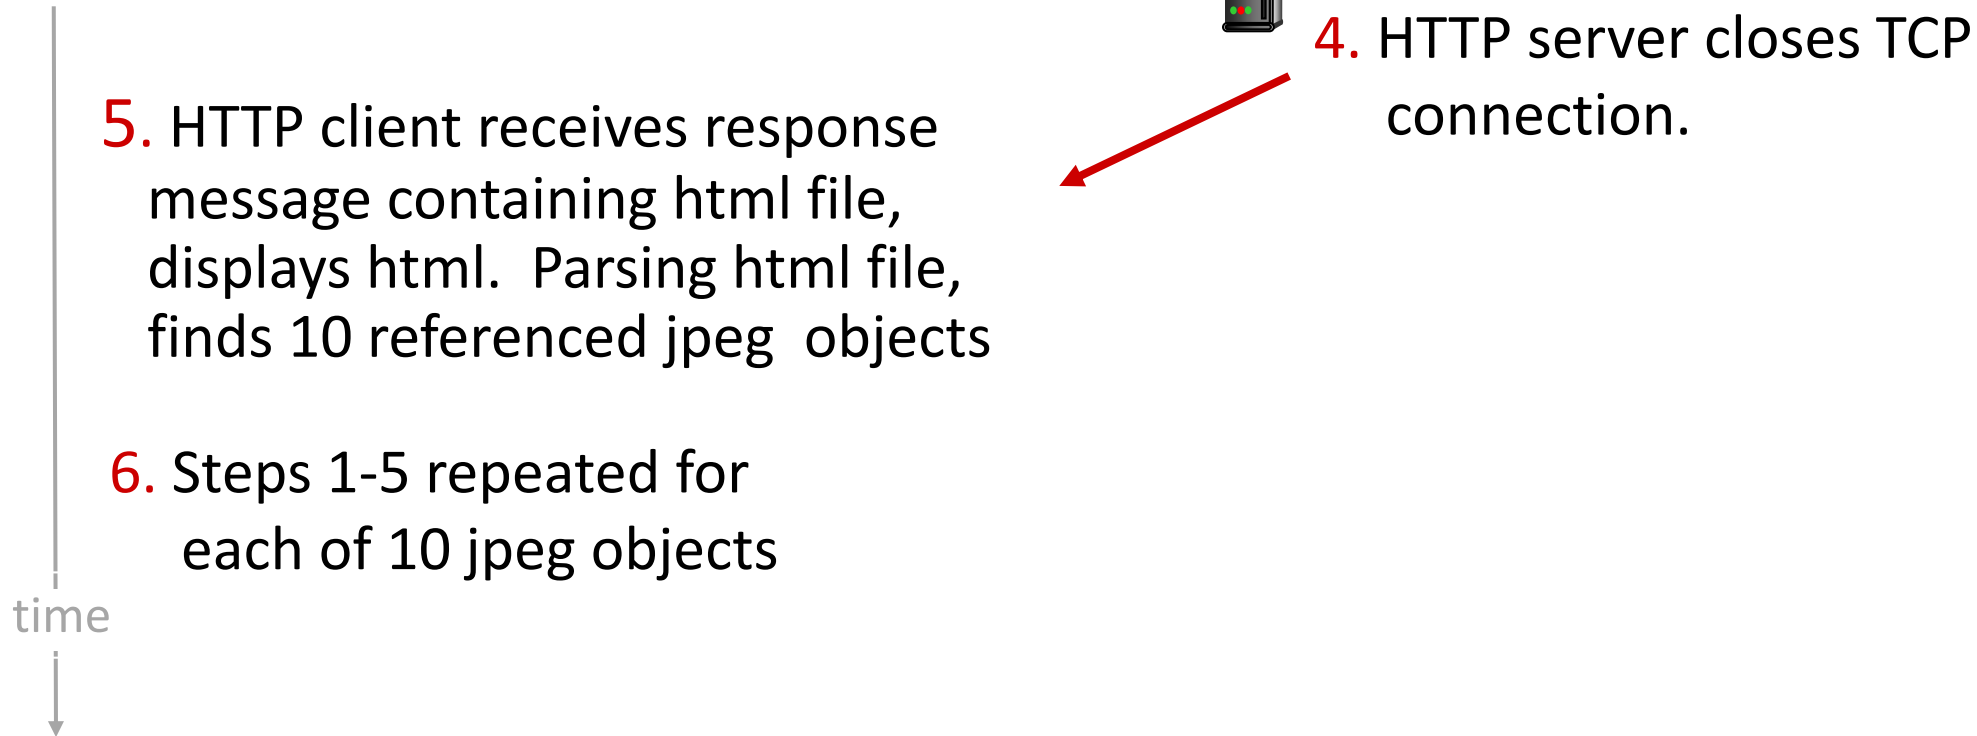 4. HTTP server closes TCP
connection.
5. HTTP client receives response
message containing html file,
displays html.  Parsing html file,
finds 10 referenced jpeg  objects
6. Steps 1-5 repeated for
each of 10 jpeg objects
time